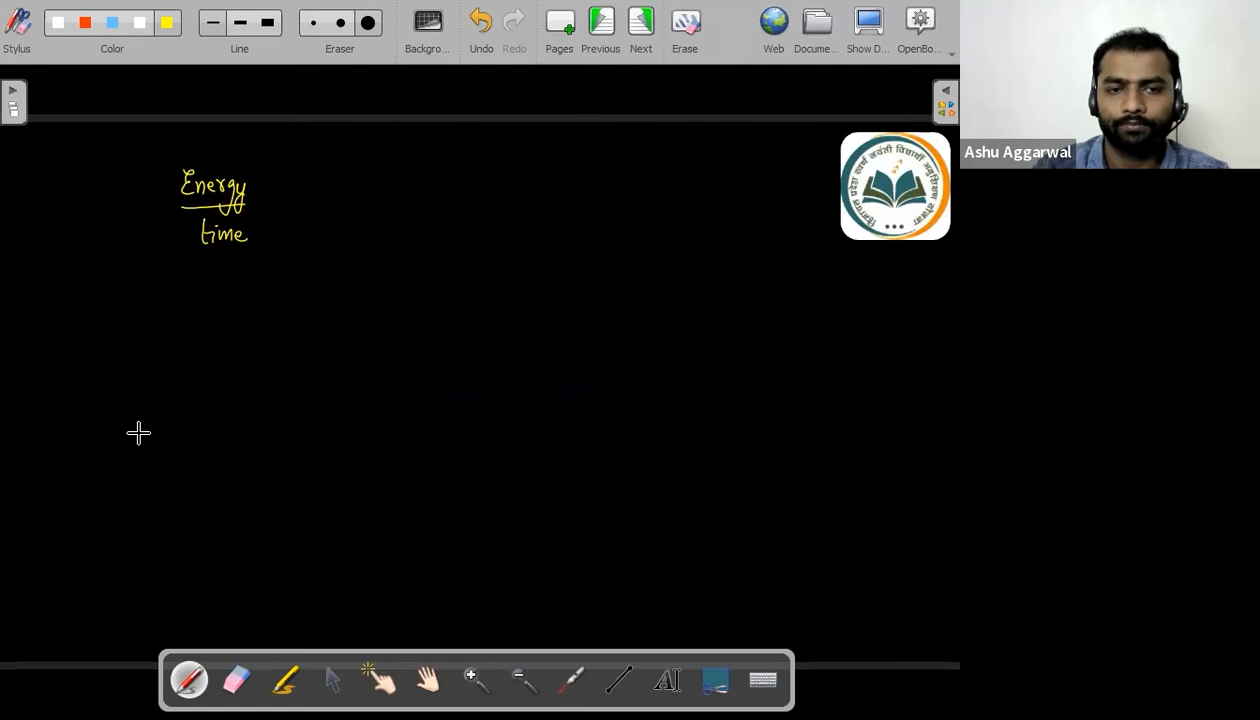 Stylus
Color
Line
Eraser
Backgro...
Undo
Redo
Pages
Previous
Next
Erase
Web
Docume...
Show D...
OpenBo...
Ashu Aggarwal
Energy
time
AI